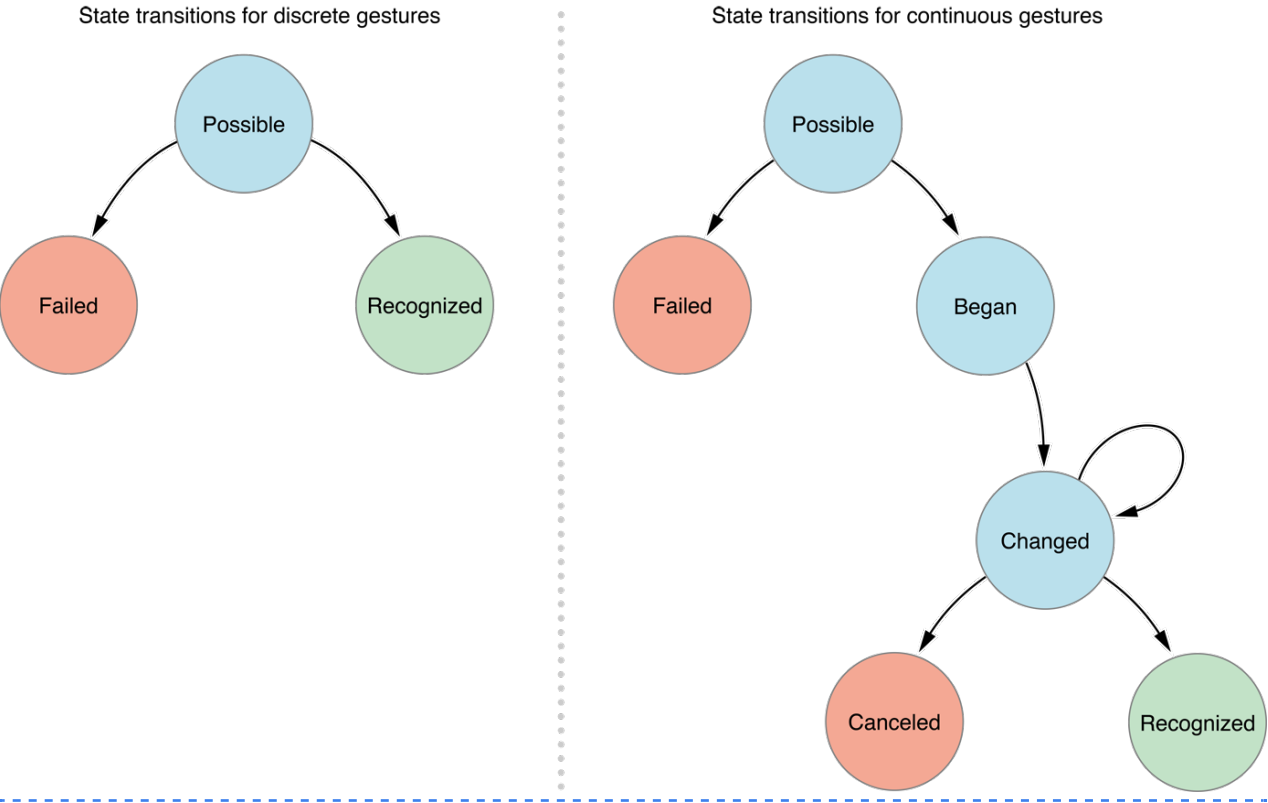 State transitions for discrete gestures
Possible
Failed
Recognized
State transitions for continuous gestures
Possible
Failed
Began
Changed
Canceled
Recognized